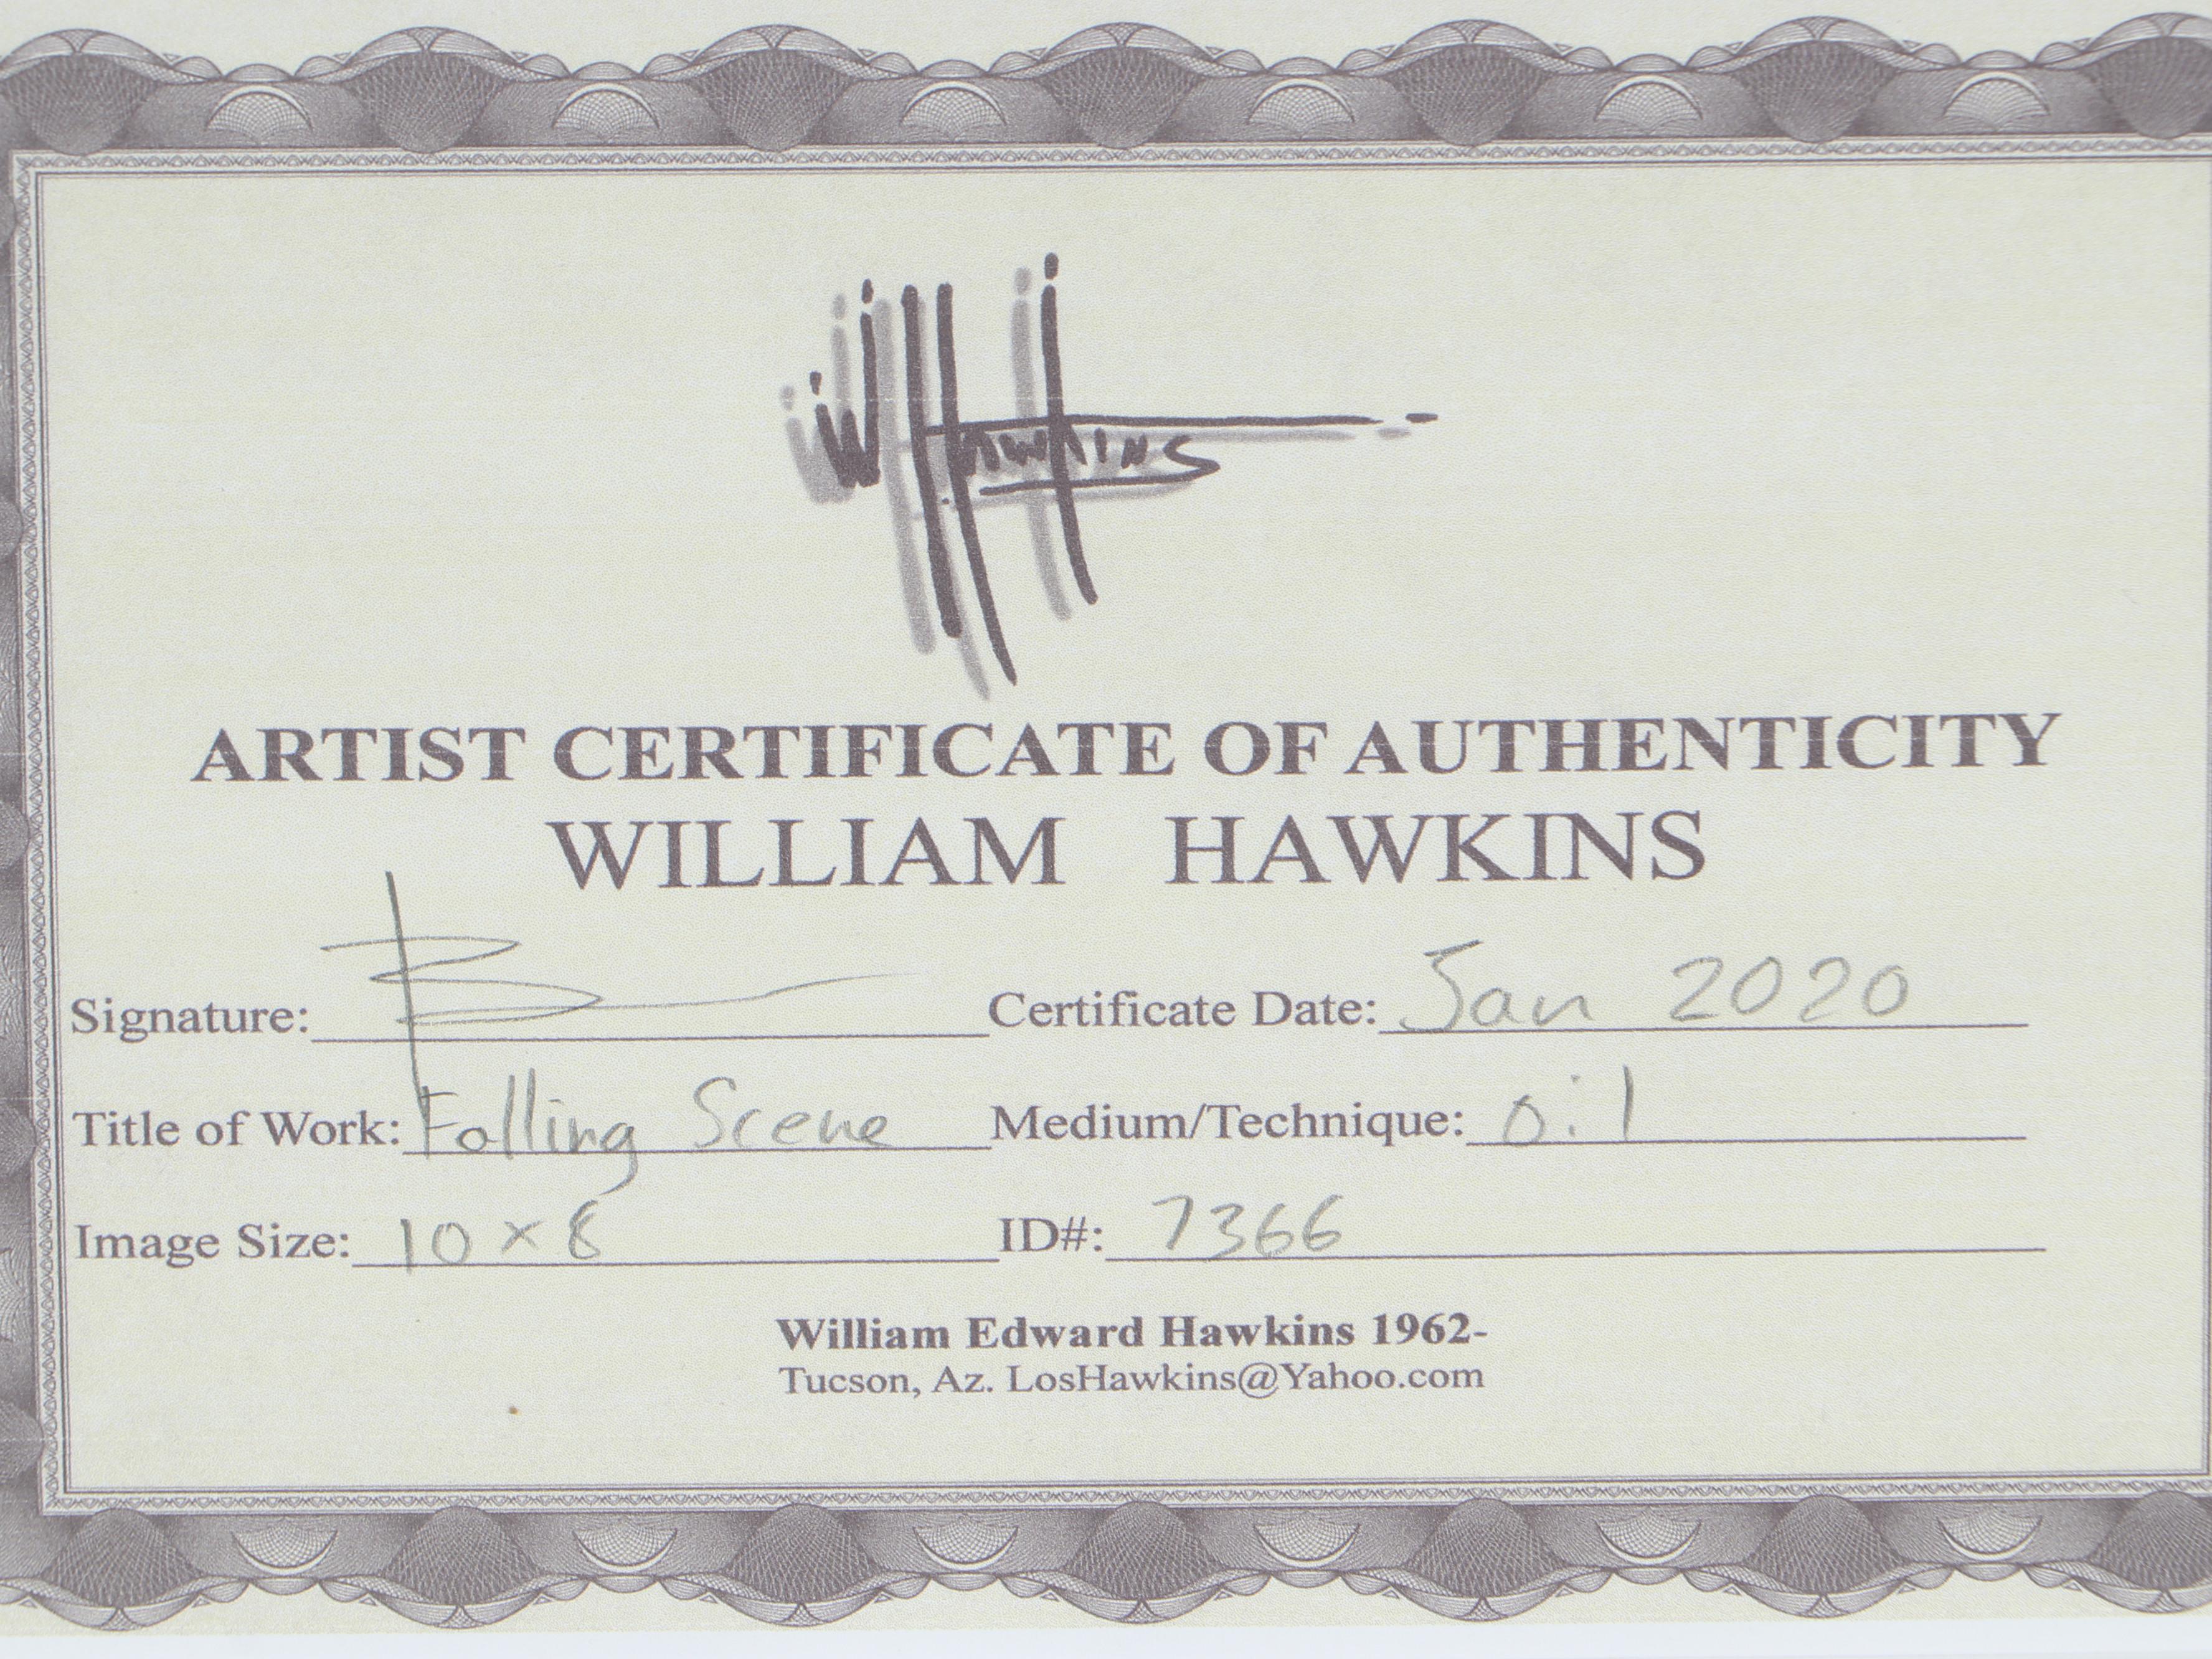 will Hawkins
ARTIST CERTIFICATE OF AUTHENTICITY
WILLIAM HAWKINS
Signature: Certificate Date: Jan 2020
Title of Work: Falling Scene Medium/Technique: oil
Image Size: 10 x 8 ID#: 7366
William Edward Hawkins 1962-
Tucson, Az. LosHawkins@Yahoo.com